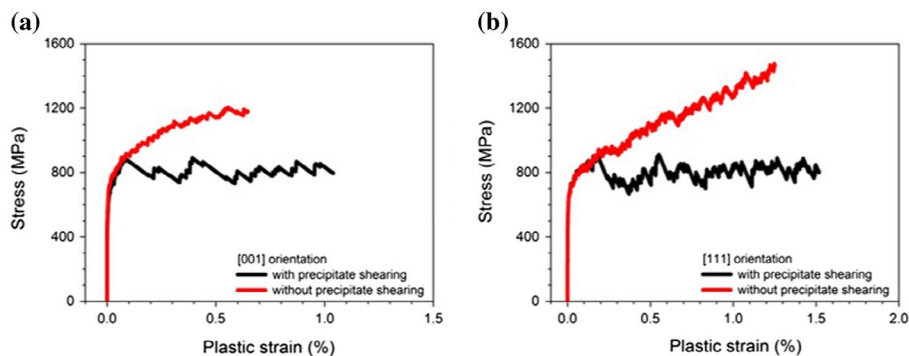 (a)
1600
1200
800
400
0
Stress (MPa)
0.0 0.5 1.0 1.5
Plastic strain (%)
[001] orientation
with precipitate shearing
without precipitate shearing
(b)
1600
1200
800
400
0
Stress (MPa)
0.0 0.5 1.0 1.5 2.0
Plastic strain (%)
[111] orientation
with precipitate shearing
without precipitate shearing